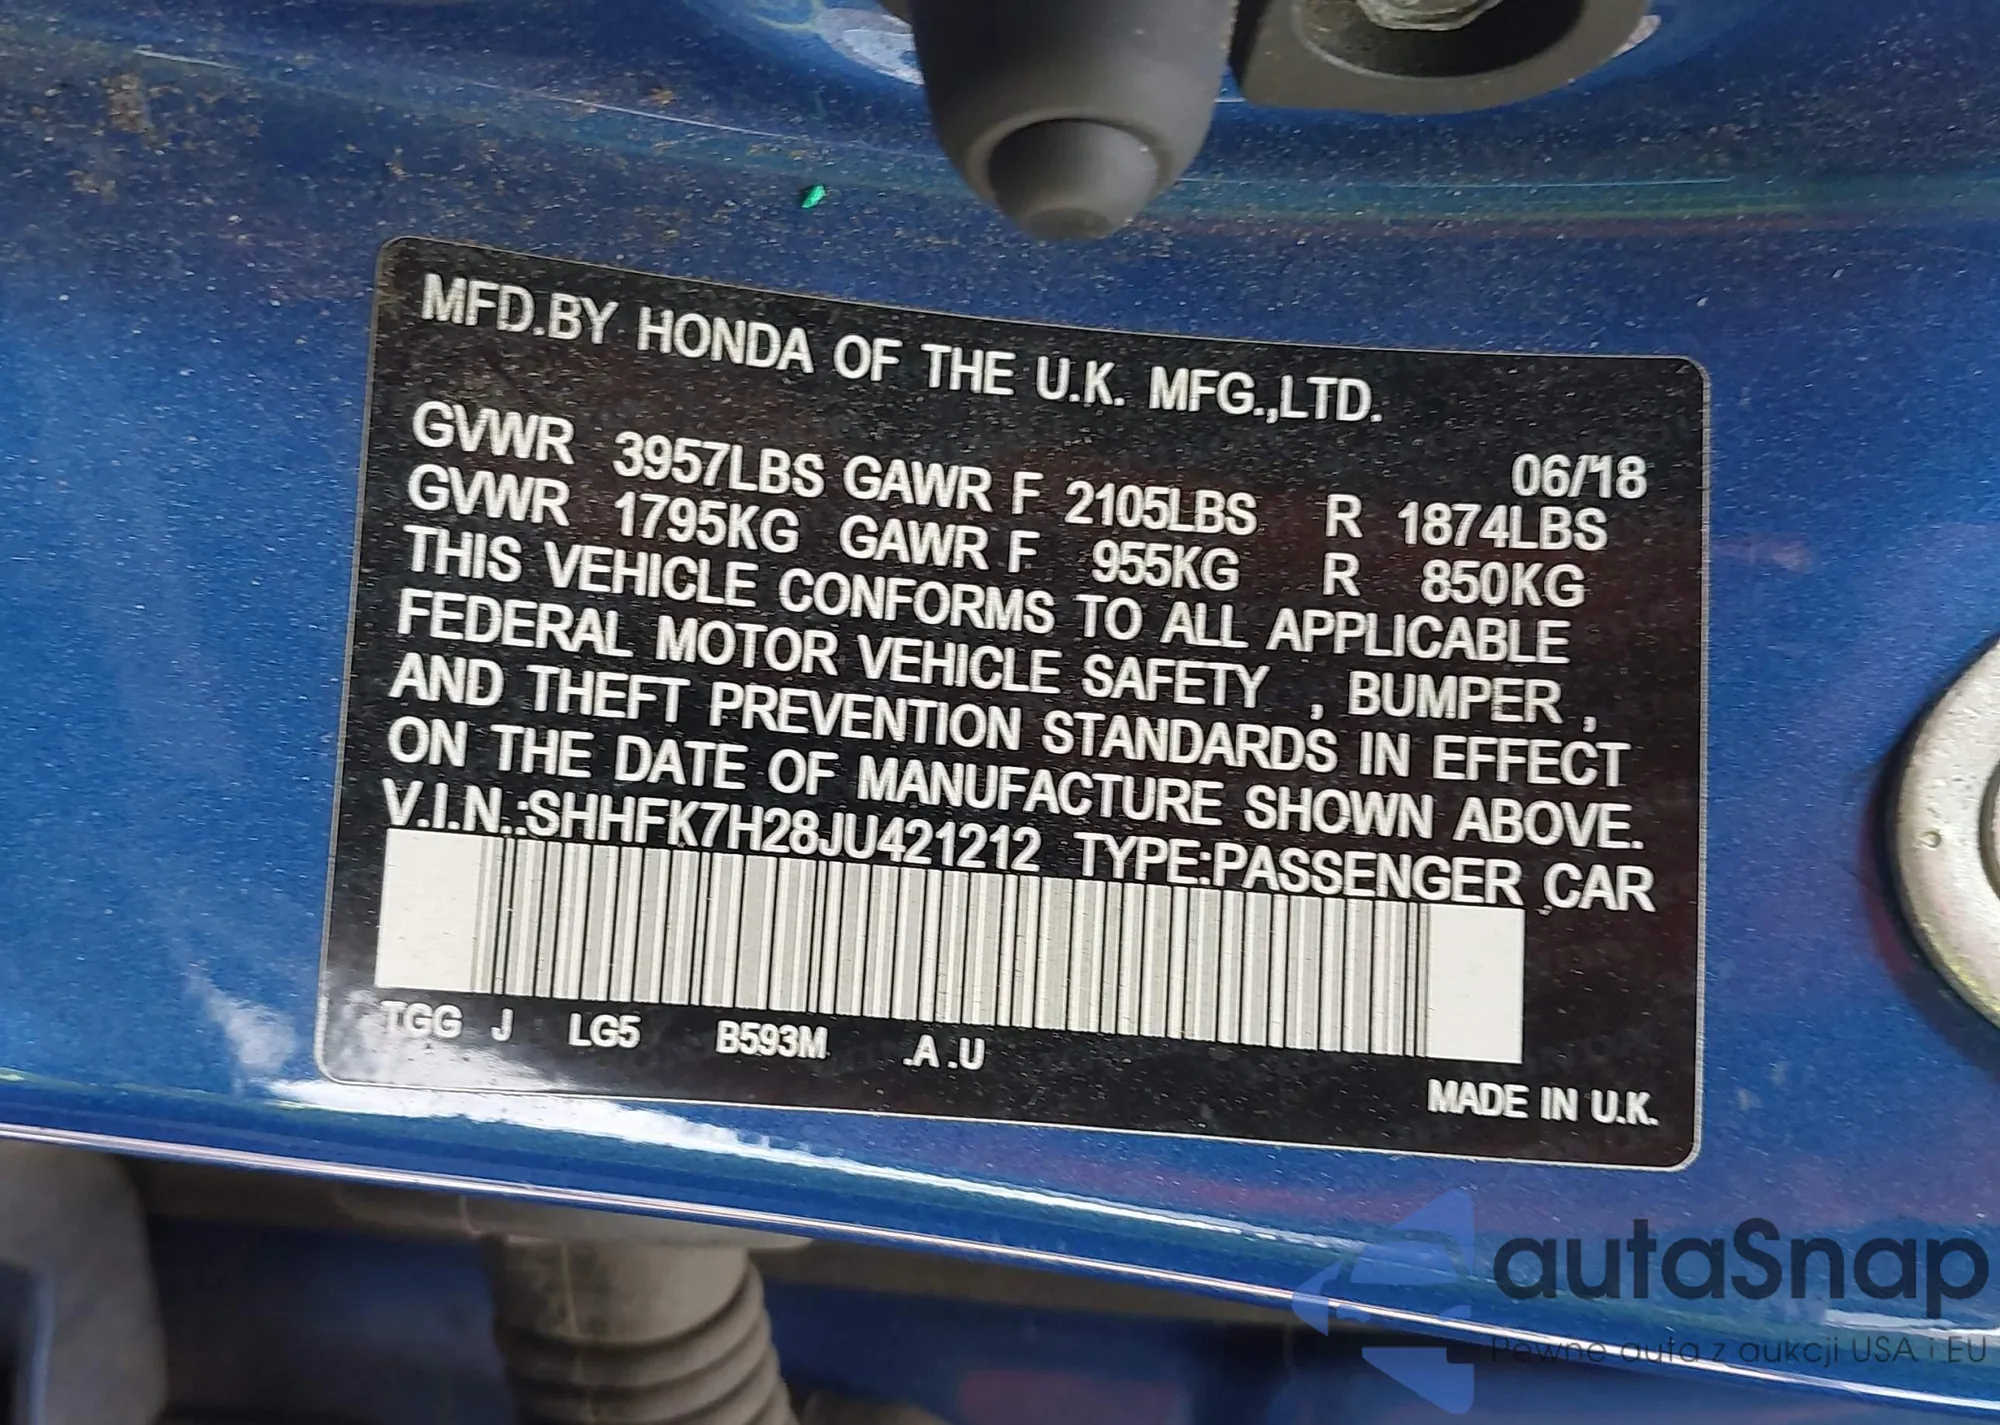 MFD.BY HONDA OF THE U.K. MFG.,LTD.
06/'18
GVWR 3957LBS GAWR F 2105LBS R 1874LBS
GVWR 1795KG GAWR F 955KG R 850KG
THIS VEHICLE CONFORMS TO ALL APPLICABLE
FEDERAL MOTOR VEHICLE SAFETY , BUMPER ,
AND THEFT PREVENTION STANDARDS IN EFFECT
ON THE DATE OF MANUFACTURE SHOWN ABOVE.
V.I.N.:SHHFK7H28JU421212 TYPE:PASSENGER CAR
TGG J LG5 B593M .A .U
MADE IN U.K.
autaSnap
Pewne auta z aukcji USA i EU